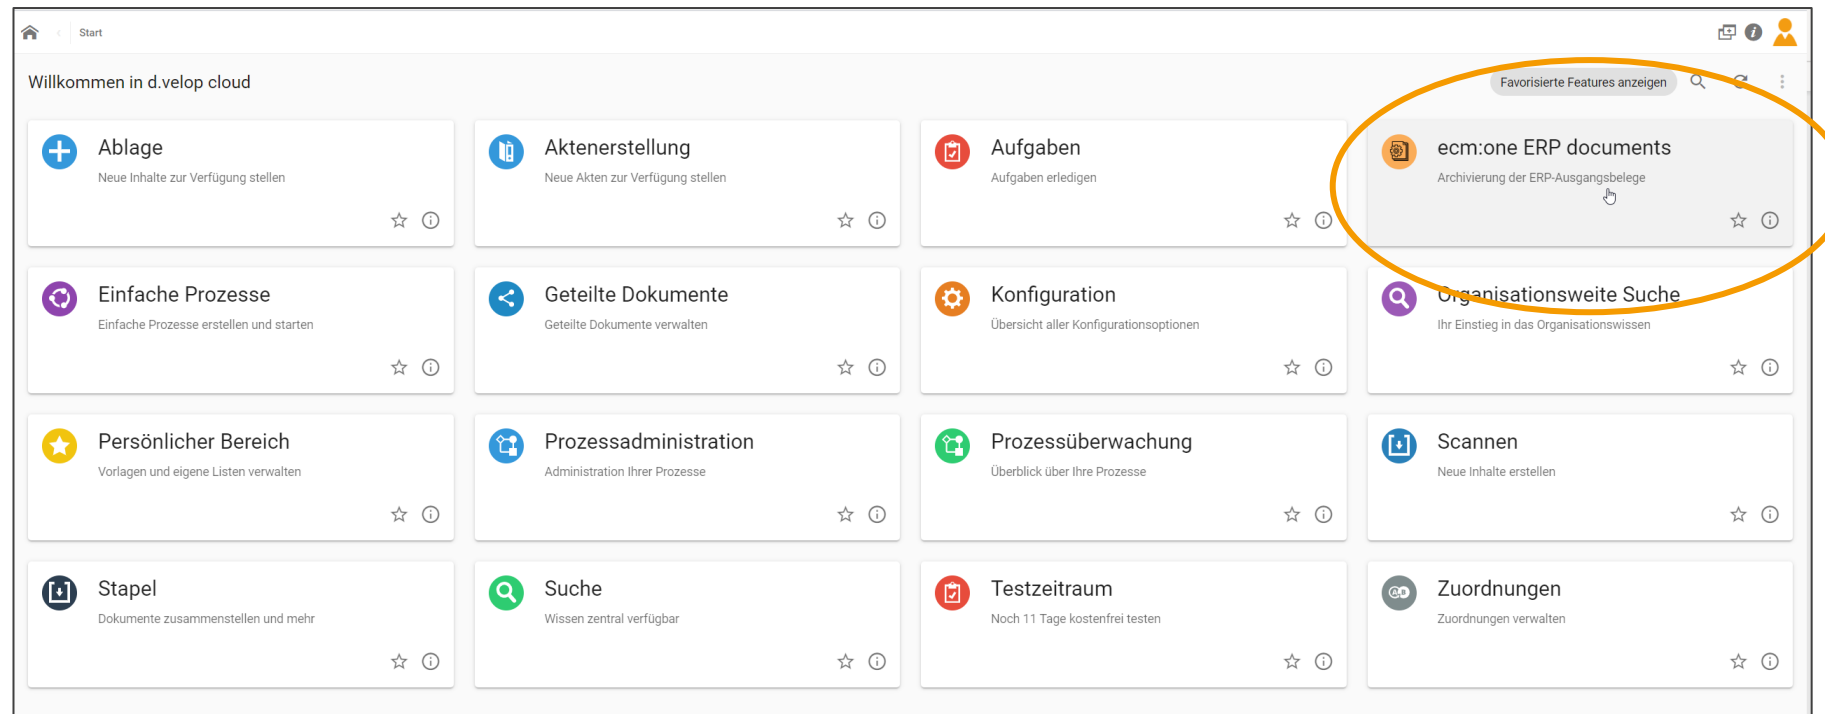 Start
Willkommen in d.velop cloud
Favorisierte Features anzeigen
Ablage
Neue Inhalte zur Verfügung stellen
Aktenerstellung
Neue Akten zur Verfügung stellen
Aufgaben
Aufgaben erledigen
ecm:one ERP documents
Archivierung der ERP-Ausgangsbelege
Einfache Prozesse
Einfache Prozesse erstellen und starten
Geteilte Dokumente
Geteilte Dokumente verwalten
Konfiguration
Übersicht aller Konfigurationsoptionen
Organisationsweite Suche
Ihr Einstieg in das Organisationswissen
Persönlicher Bereich
Vorlagen und eigene Listen verwalten
Prozessadministration
Administration Ihrer Prozesse
Prozessüberwachung
Überblick über Ihre Prozesse
Scannen
Neue Inhalte erstellen
Stapel
Dokumente zusammenstellen und mehr
Suche
Wissen zentral verfügbar
Testzeitraum
Noch 11 Tage kostenfrei testen
Zuordnungen
Zuordnungen verwalten